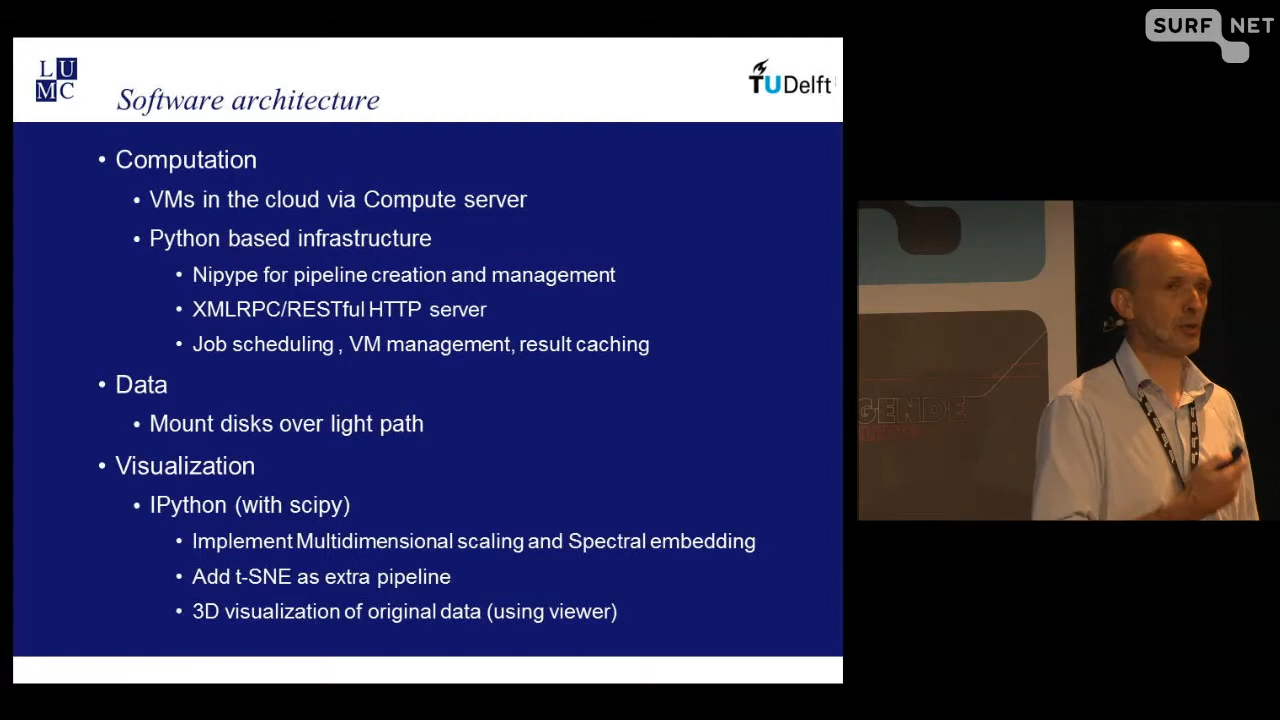 SURF NET
LUMC
Software architecture
TUDelft
• Computation
• VMs in the cloud via Compute server
• Python based infrastructure
• Nipype for pipeline creation and management
• XMLRPC/RESTful HTTP server
• Job scheduling , VM management, result caching
• Data
• Mount disks over light path
• Visualization
• IPython (with scipy)
• Implement Multidimensional scaling and Spectral embedding
• Add t-SNE as extra pipeline
• 3D visualization of original data (using viewer)
GENDE